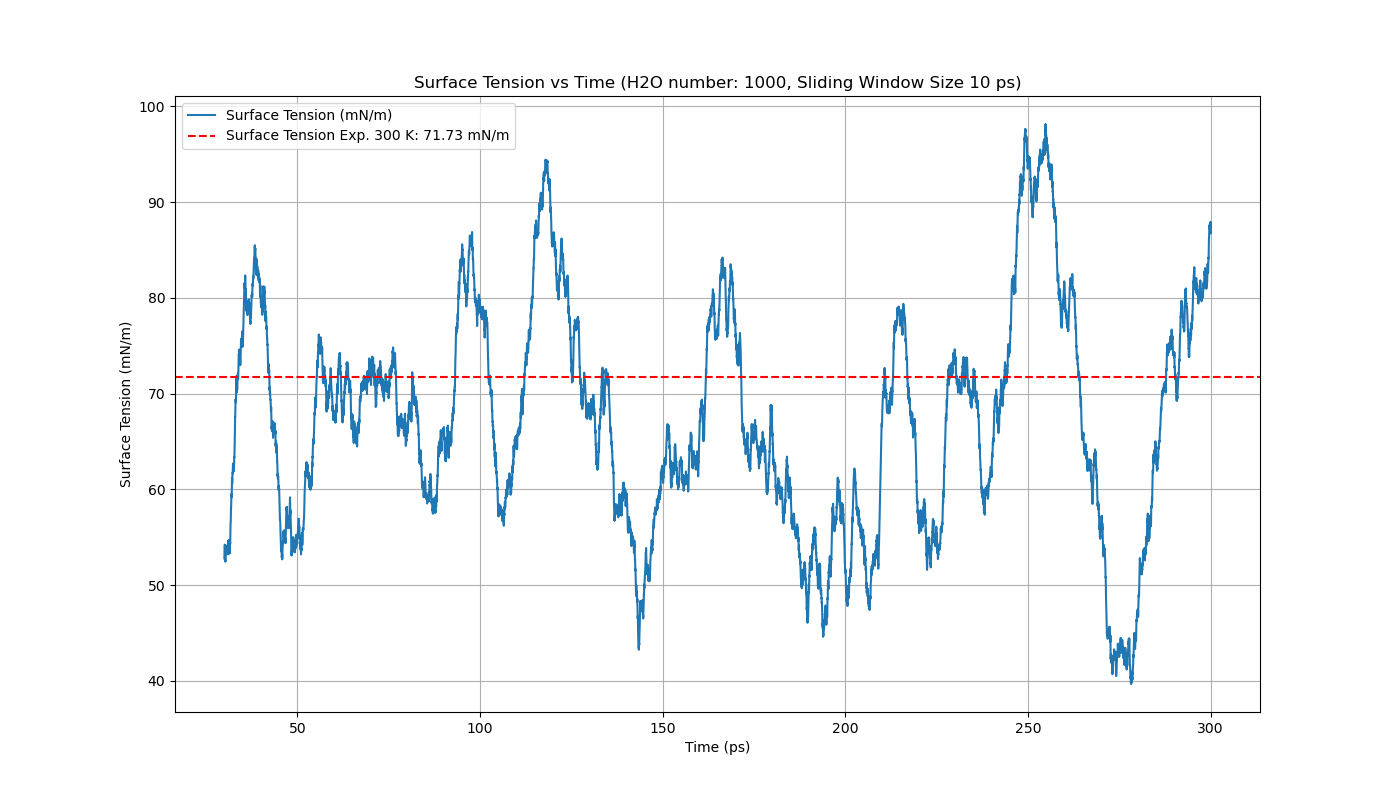 Surface Tension vs Time (H2O number: 1000, Sliding Window Size 10 ps)
Surface Tension (mN/m)
Surface Tension Exp. 300 K: 71.73 mN/m
Surface Tension (mN/m)
100
90
80
70
60
50
40
50 100 150 200 250 300
Time (ps)